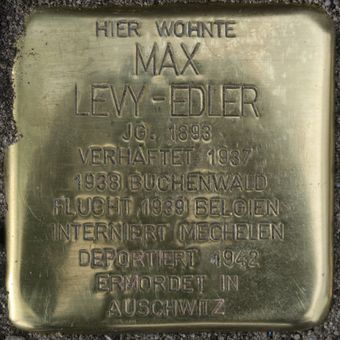 HIER WOHNTE
MAX
LEVY-EDLER
JG. 1893
VERHAFTET 1937
1938 BUCHENWALD
FLUCHT 1939 BELGIEN
INTERNIERT MECHELEN
DEPORTIERT 1942
ERMORDET IN
AUSCHWITZ